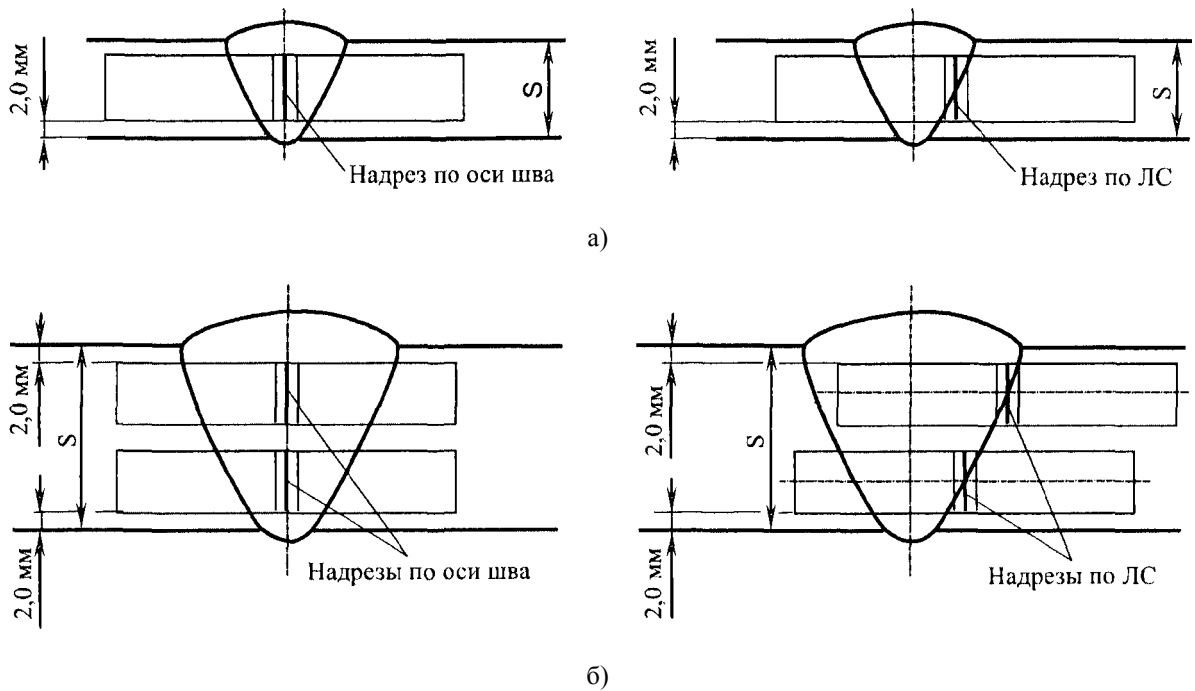 2,0 мм
S
Надрез по оси шва
2,0 мм
S
Надрез по ЛС
а)
2,0 мм
S
2,0 мм
Надрезы по оси шва
2,0 мм
S
2,0 мм
Надрезы по ЛС
б)